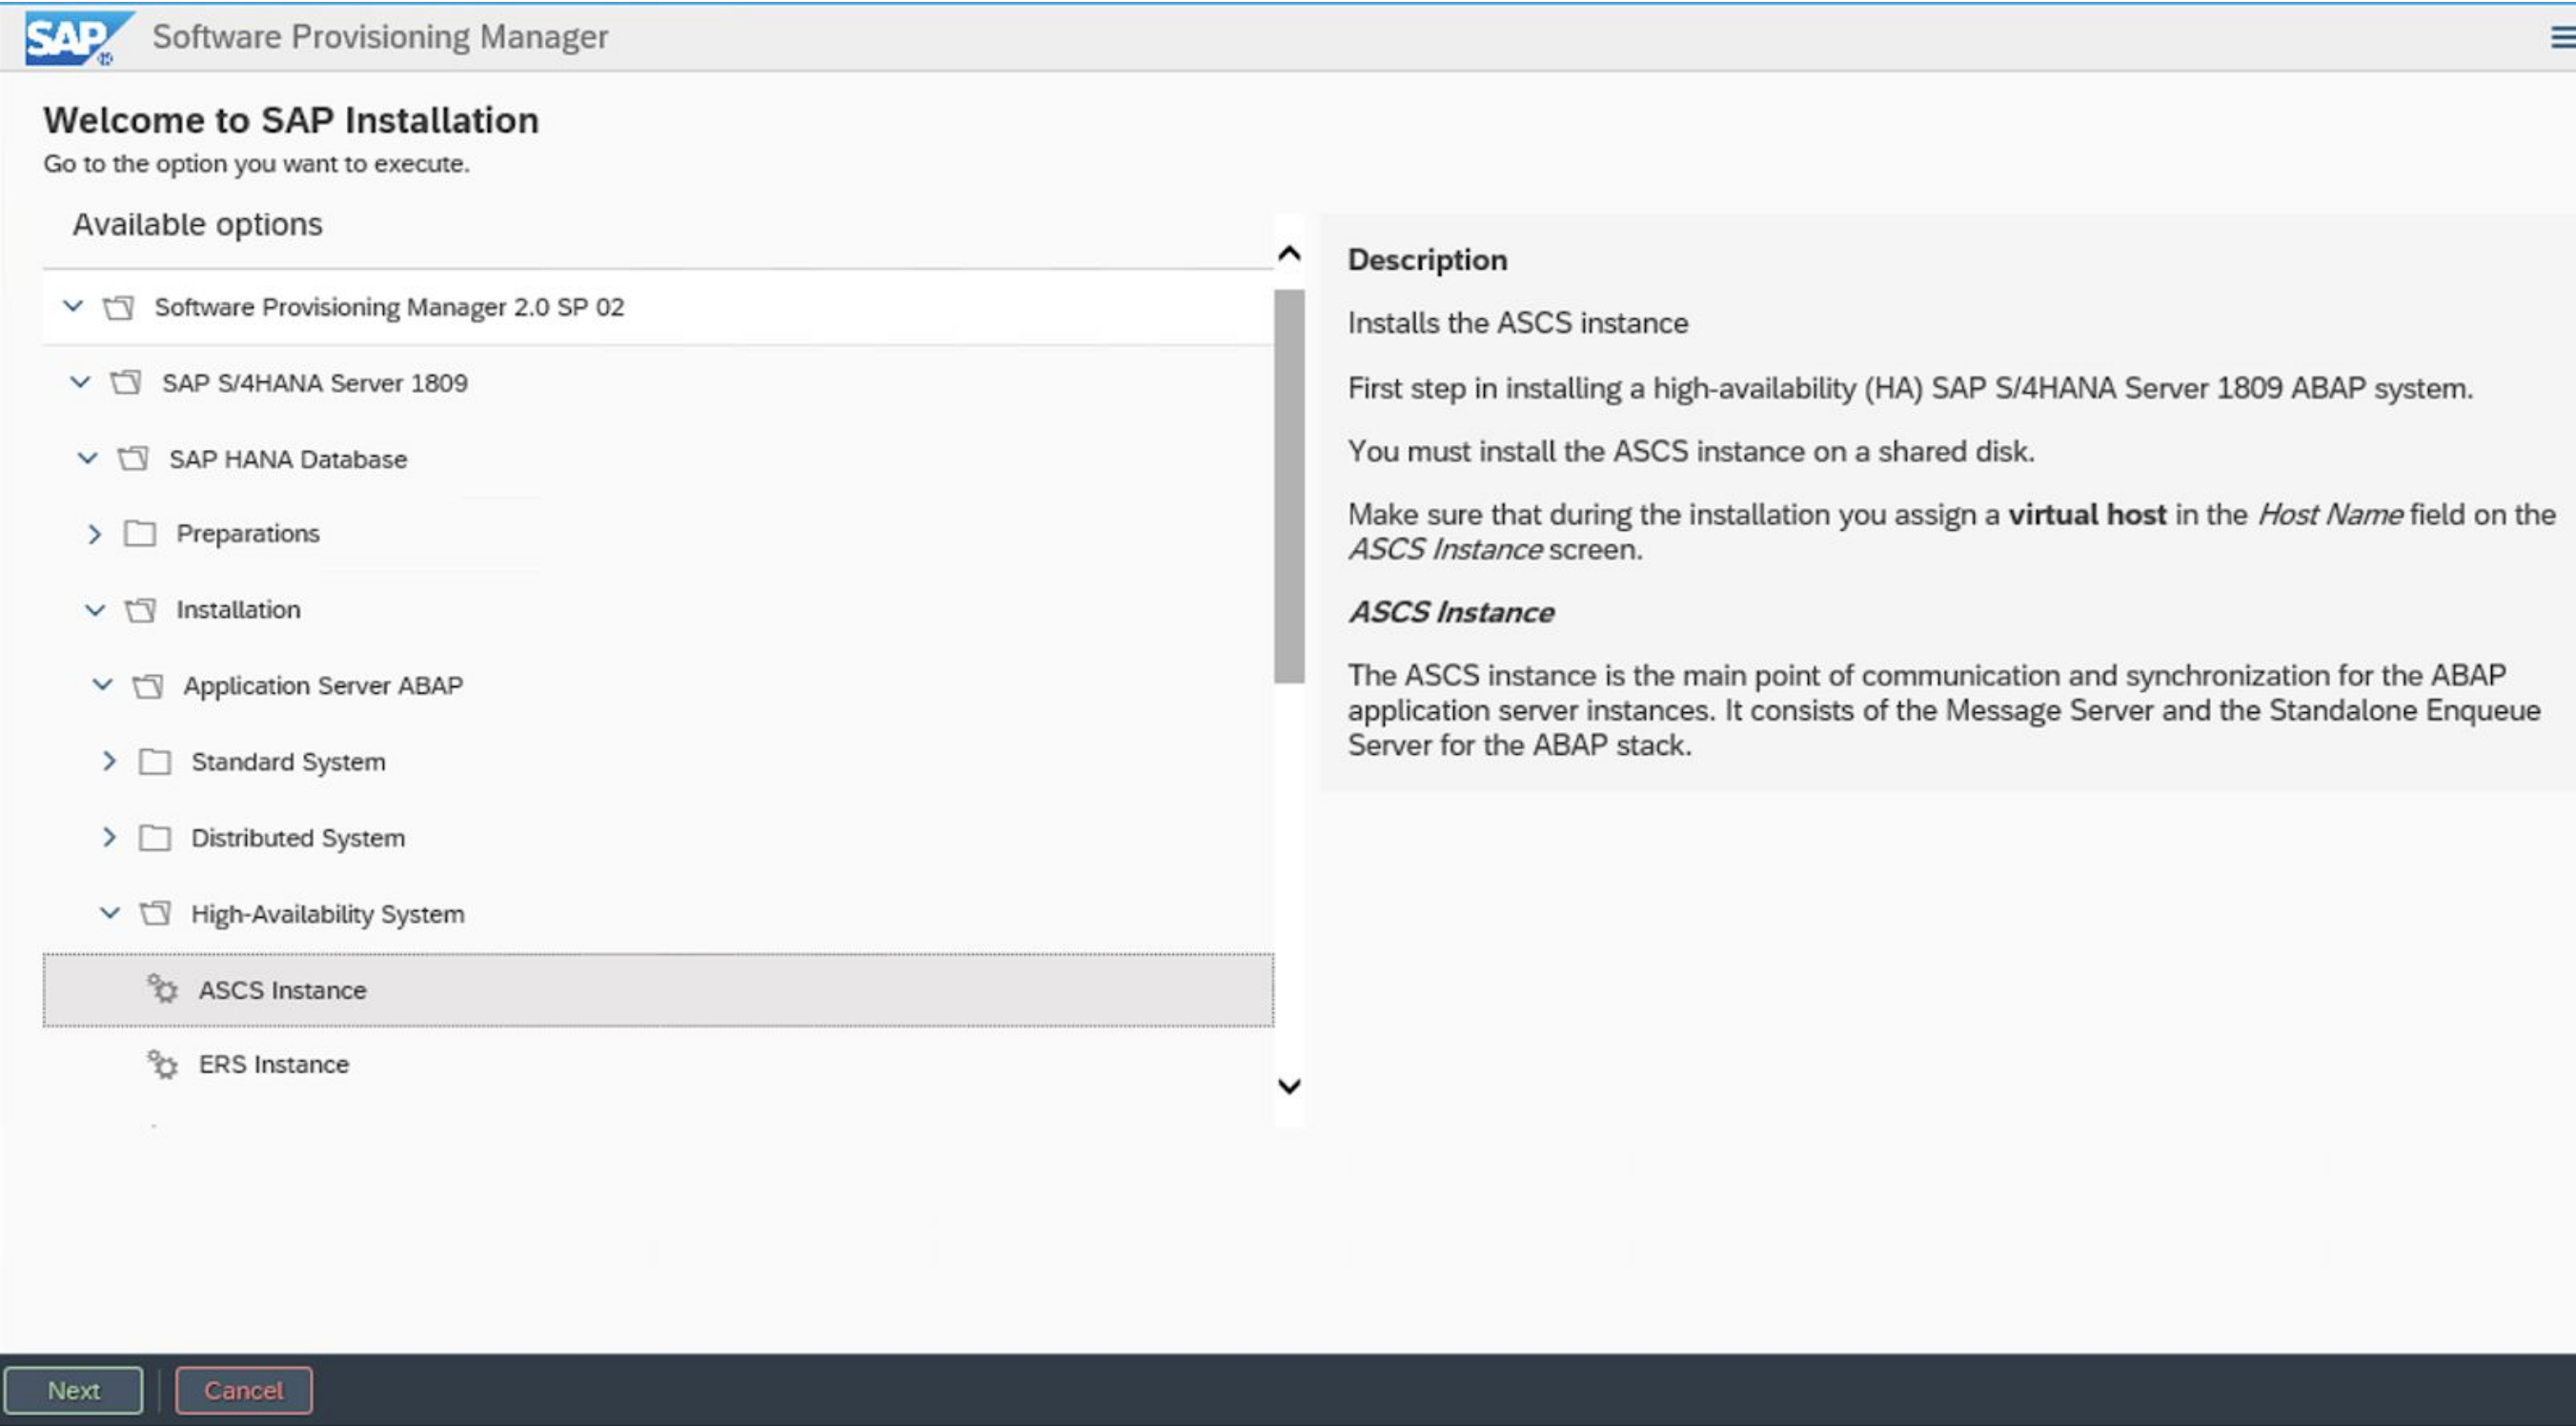 SAP Software Provisioning Manager
Welcome to SAP Installation
Go to the option you want to execute.
Available options
Software Provisioning Manager 2.0 SP 02
SAP S/4HANA Server 1809
SAP HANA Database
Preparations
Installation
Application Server ABAP
Standard System
Distributed System
High-Availability System
ASCS Instance
ERS Instance
Description
Installs the ASCS instance
First step in installing a high-availability (HA) SAP S/4HANA Server 1809 ABAP system.
You must install the ASCS instance on a shared disk.
Make sure that during the installation you assign a virtual host in the Host Name field on the
ASCS Instance screen.
ASCS Instance
The ASCS instance is the main point of communication and synchronization for the ABAP
application server instances. It consists of the Message Server and the Standalone Enqueue
Server for the ABAP stack.
Next Cancel